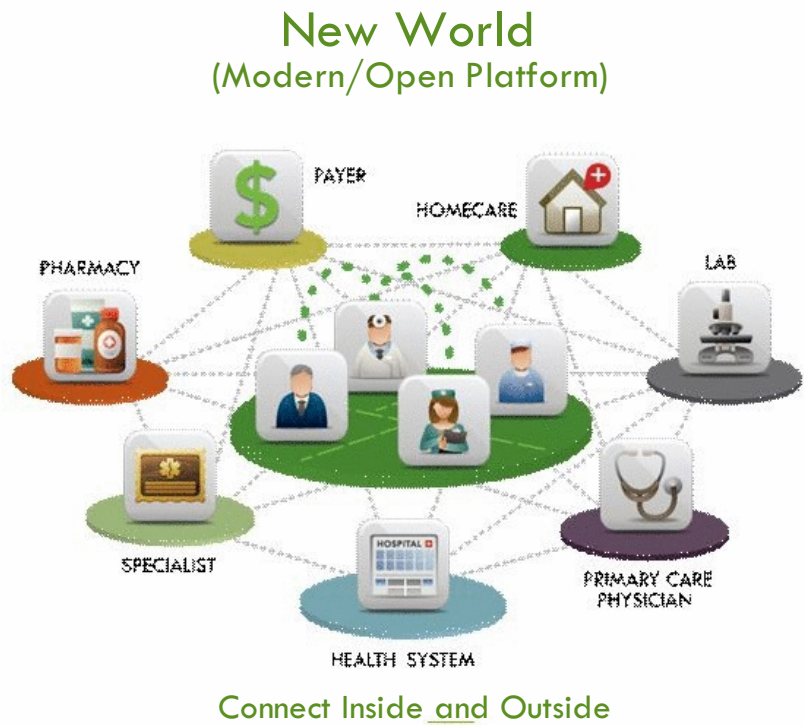 New World
(Modern/Open Platform)
PAYER
HOMECARE
PHARMACY
LAB
HOSPITAL
SPECIALIST
PRIMARY CARE
PHYSICIAN
HEALTH SYSTEM
Connect Inside and Outside